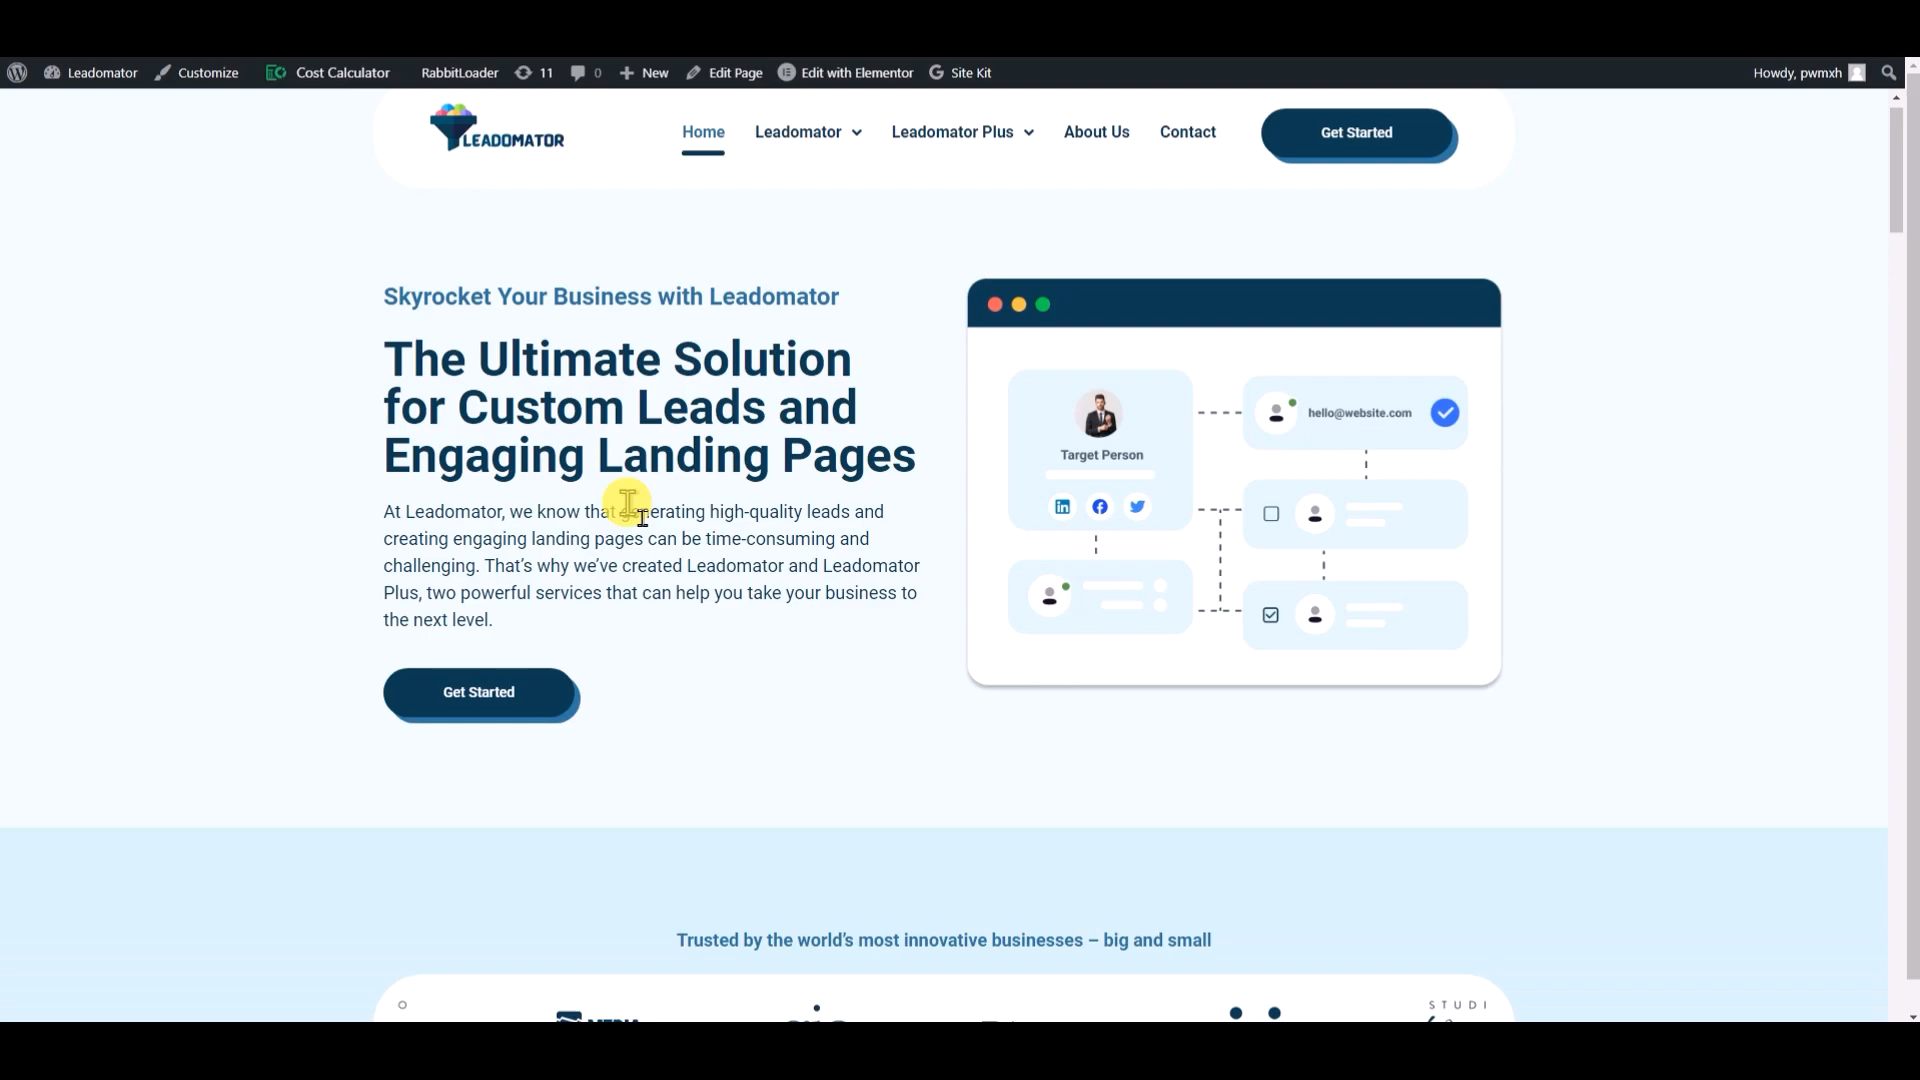 Leadomator Customize Cost Calculator RabbitLoader 11 0 New Edit Page Edit with Elementor Site Kit Howdy, pwmxh
LEADOMATOR
Home Leadomator Leadomator Plus About Us Contact Get Started
Skyrocket Your Business with Leadomator
The Ultimate Solution
for Custom Leads and
Engaging Landing Pages
At Leadomator, we know that generating high-quality leads and
creating engaging landing pages can be time-consuming and
challenging. That's why we've created Leadomator and Leadomator
Plus, two powerful services that can help you take your business to
the next level.
Get Started
Target Person
hello@website.com
Trusted by the world's most innovative businesses – big and small
STUDI